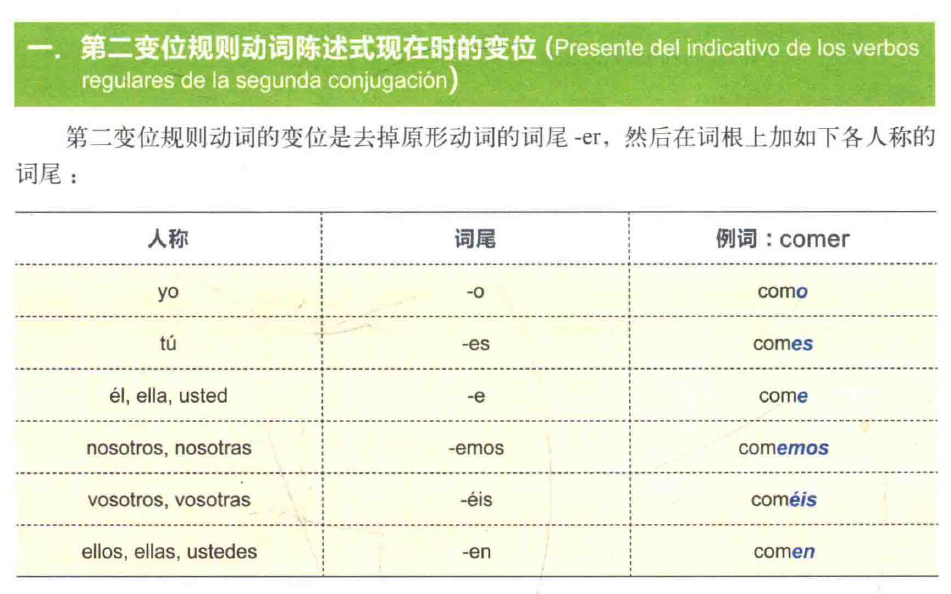 一. 第二变位规则动词陈述式现在时的变位 (Presente del indicativo de los verbos
regulares de la segunda conjugación)
第二变位规则动词的变位是去掉原形动词的词尾 -er，然后在词根上加如下各人称的
词尾：
人称 词尾 例词：comer
yo -o como
tú -es comes
él, ella, usted -e come
nosotros, nosotras -emos comemos
vosotros, vosotras -éis coméis
ellos, ellas, ustedes -en comen